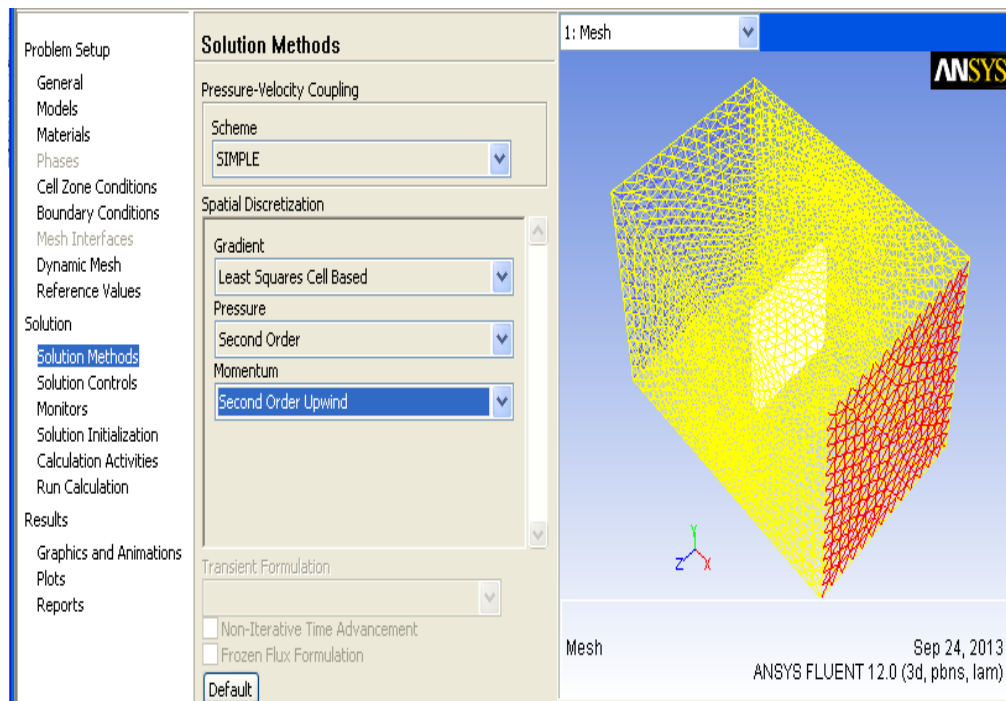 Problem Setup
General
Models
Materials
Phases
Cell Zone Conditions
Boundary Conditions
Mesh Interfaces
Dynamic Mesh
Reference Values
Solution
Solution Methods
Solution Controls
Monitors
Solution Initialization
Calculation Activities
Run Calculation
Results
Graphics and Animations
Plots
Reports
Solution Methods
Pressure-Velocity Coupling
Scheme
SIMPLE
Spatial Discretization
Gradient
Least Squares Cell Based
Pressure
Second Order
Momentum
Second Order Upwind
Transient Formulation
Non-Iterative Time Advancement
Frozen Flux Formulation
Default
1: Mesh
ANSYS
Y
Z
X
Mesh
Sep 24, 2013
ANSYS FLUENT 12.0 (3d, pbns, lam)